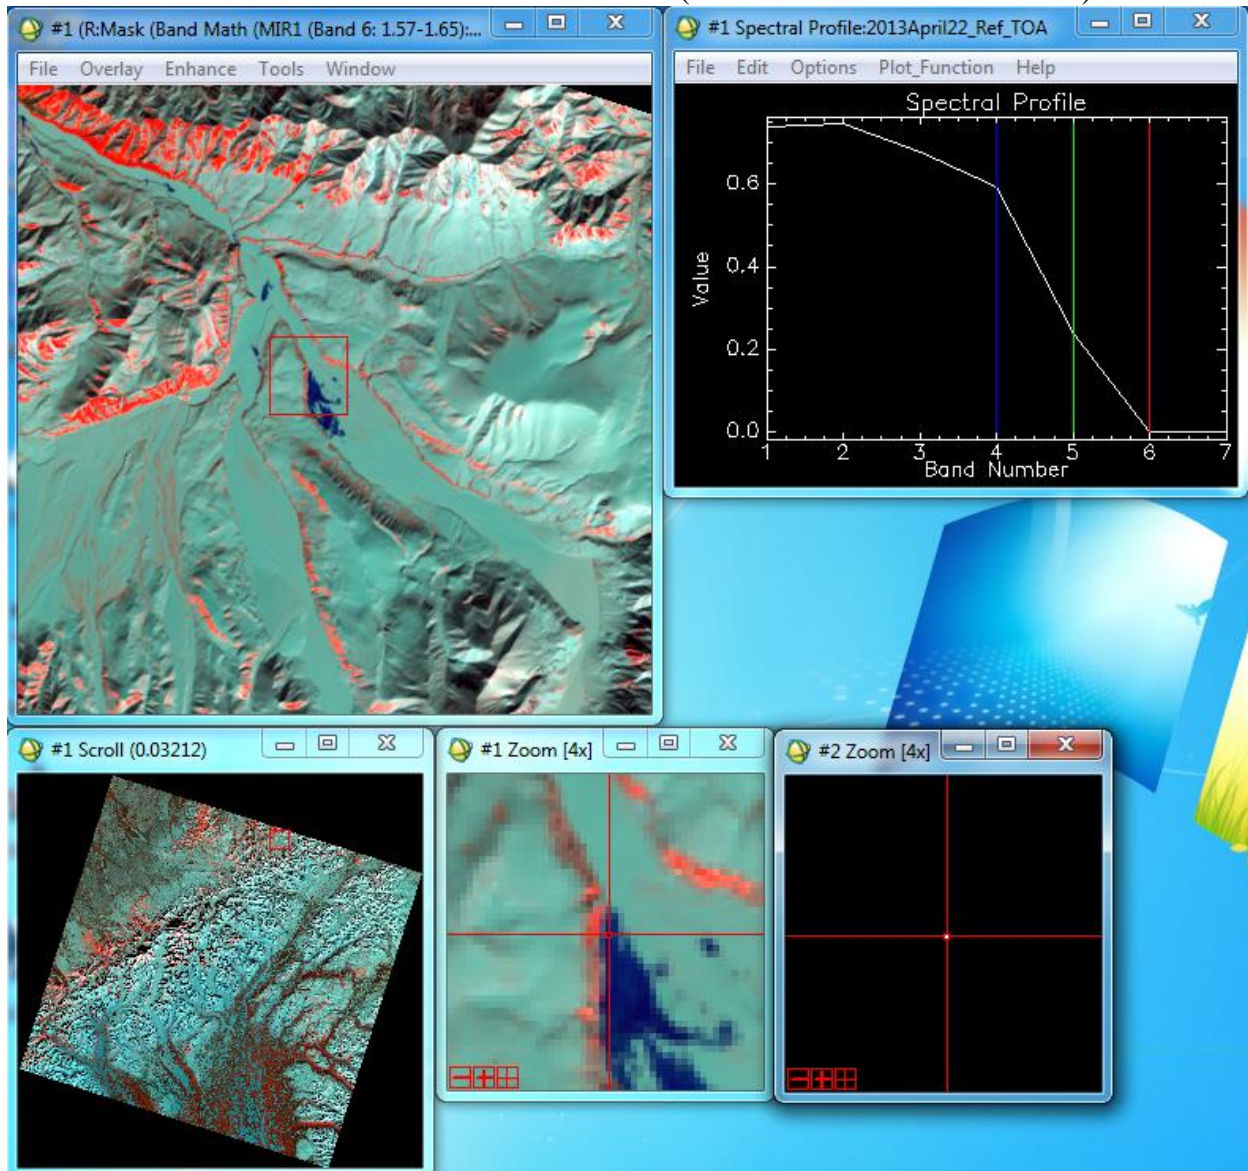 #1 (R:Mask (Band Math (MIR1 (Band 6: 1.57-1.65):...
File Overlay Enhance Tools Window
#1 Spectral Profile:2013April22_Ref_TOA
File Edit Options Plot_Function Help
Spectral Profile
0.6
0.4
0.2
0.0
Value
1 2 3 4 5 6 7
Band Number
#1 Scroll (0.03212)
#1 Zoom [4x]
#2 Zoom [4x]